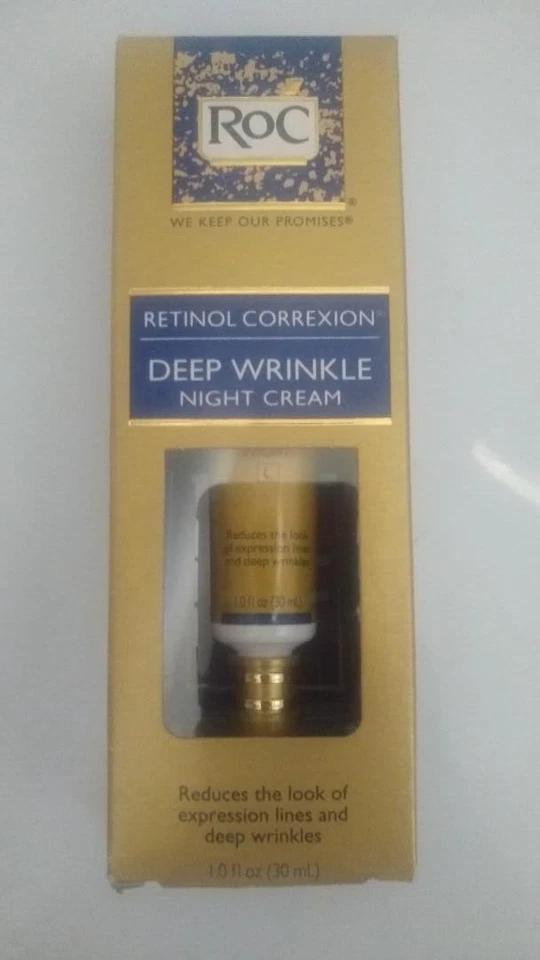 RoC
®
WE KEEP OUR PROMISES®
RETINOL CORREXION
DEEP WRINKLE
NIGHT CREAM
Reduces the look
of expression lines
and deep wrinkles
1.0 fl oz (30 mL)
Reduces the look of
expression lines and
deep wrinkles
1.0 fl oz (30 mL)